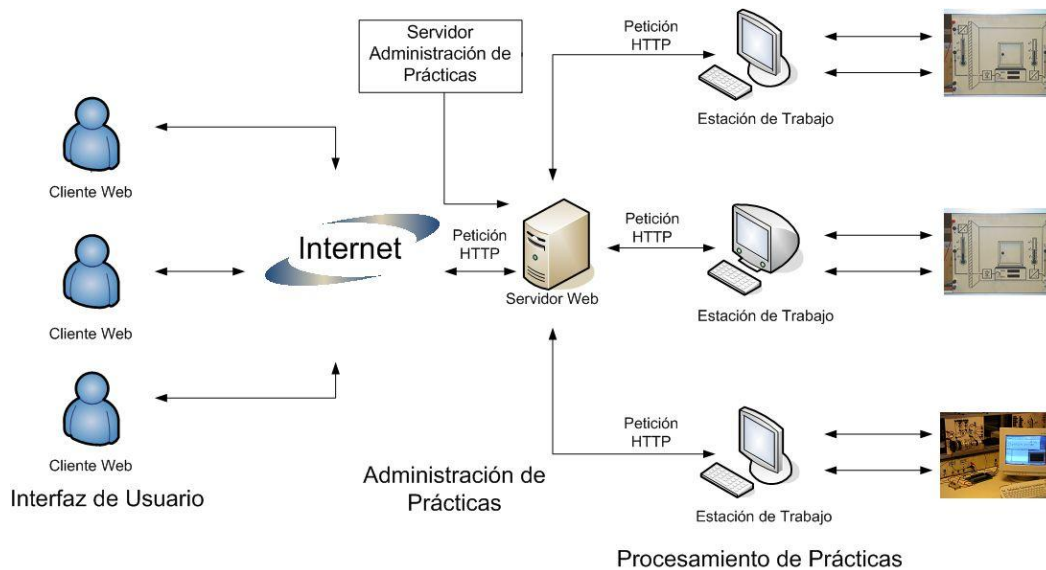 Servidor
Administración de
Prácticas
Petición
HTTP
Estación de Trabajo
Cliente Web
Internet
Petición
HTTP
Servidor Web
Petición
HTTP
Estación de Trabajo
Cliente Web
Cliente Web
Interfaz de Usuario
Administración de
Prácticas
Petición
HTTP
Estación de Trabajo
Procesamiento de Prácticas